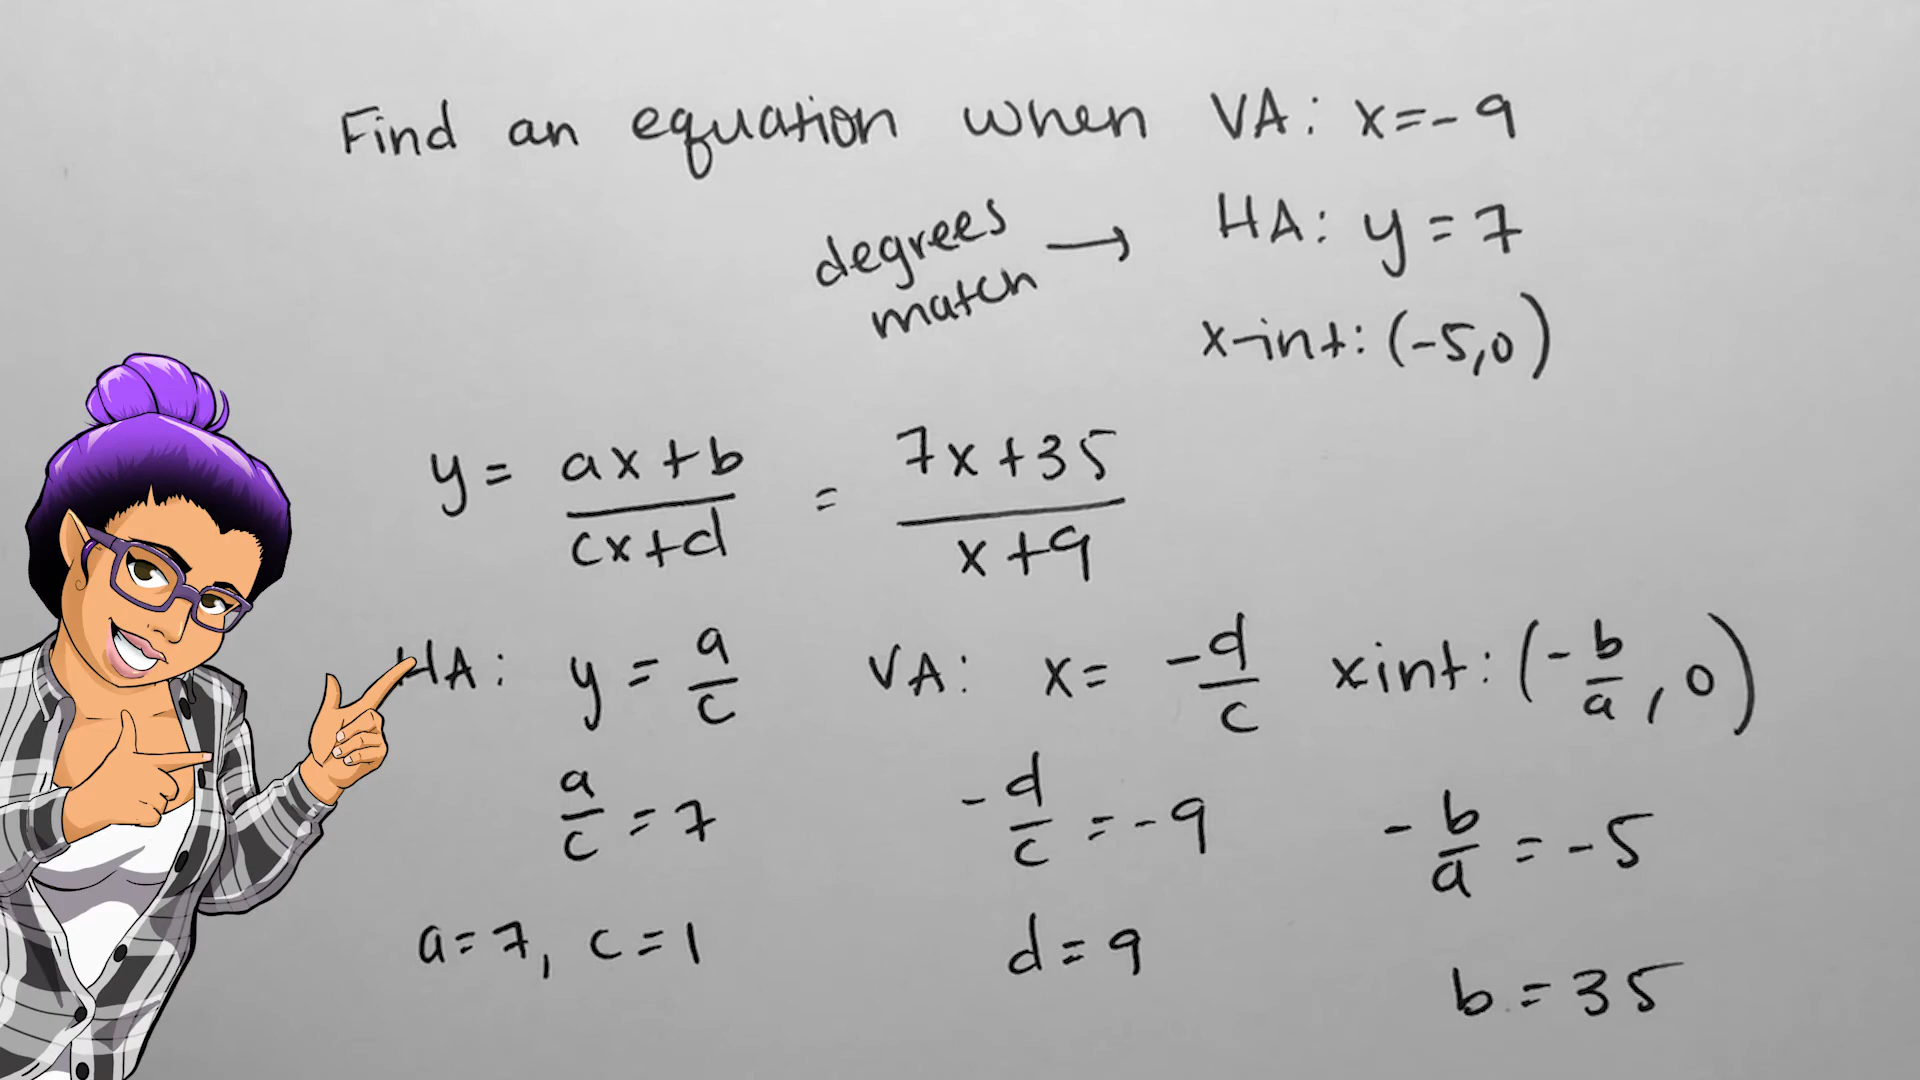 Find an equation when VA: x=-9
degrees match → HA: y=7
x-int: (-5,0)
y = (ax+b)/(cx+d) = (7x+35)/(x+9)
HA: y = a/c VA: x = -d/c xint: (-b/a, 0)
a/c = 7 -d/c = -9 -b/a = -5
a=7, c=1 d=9 b=35